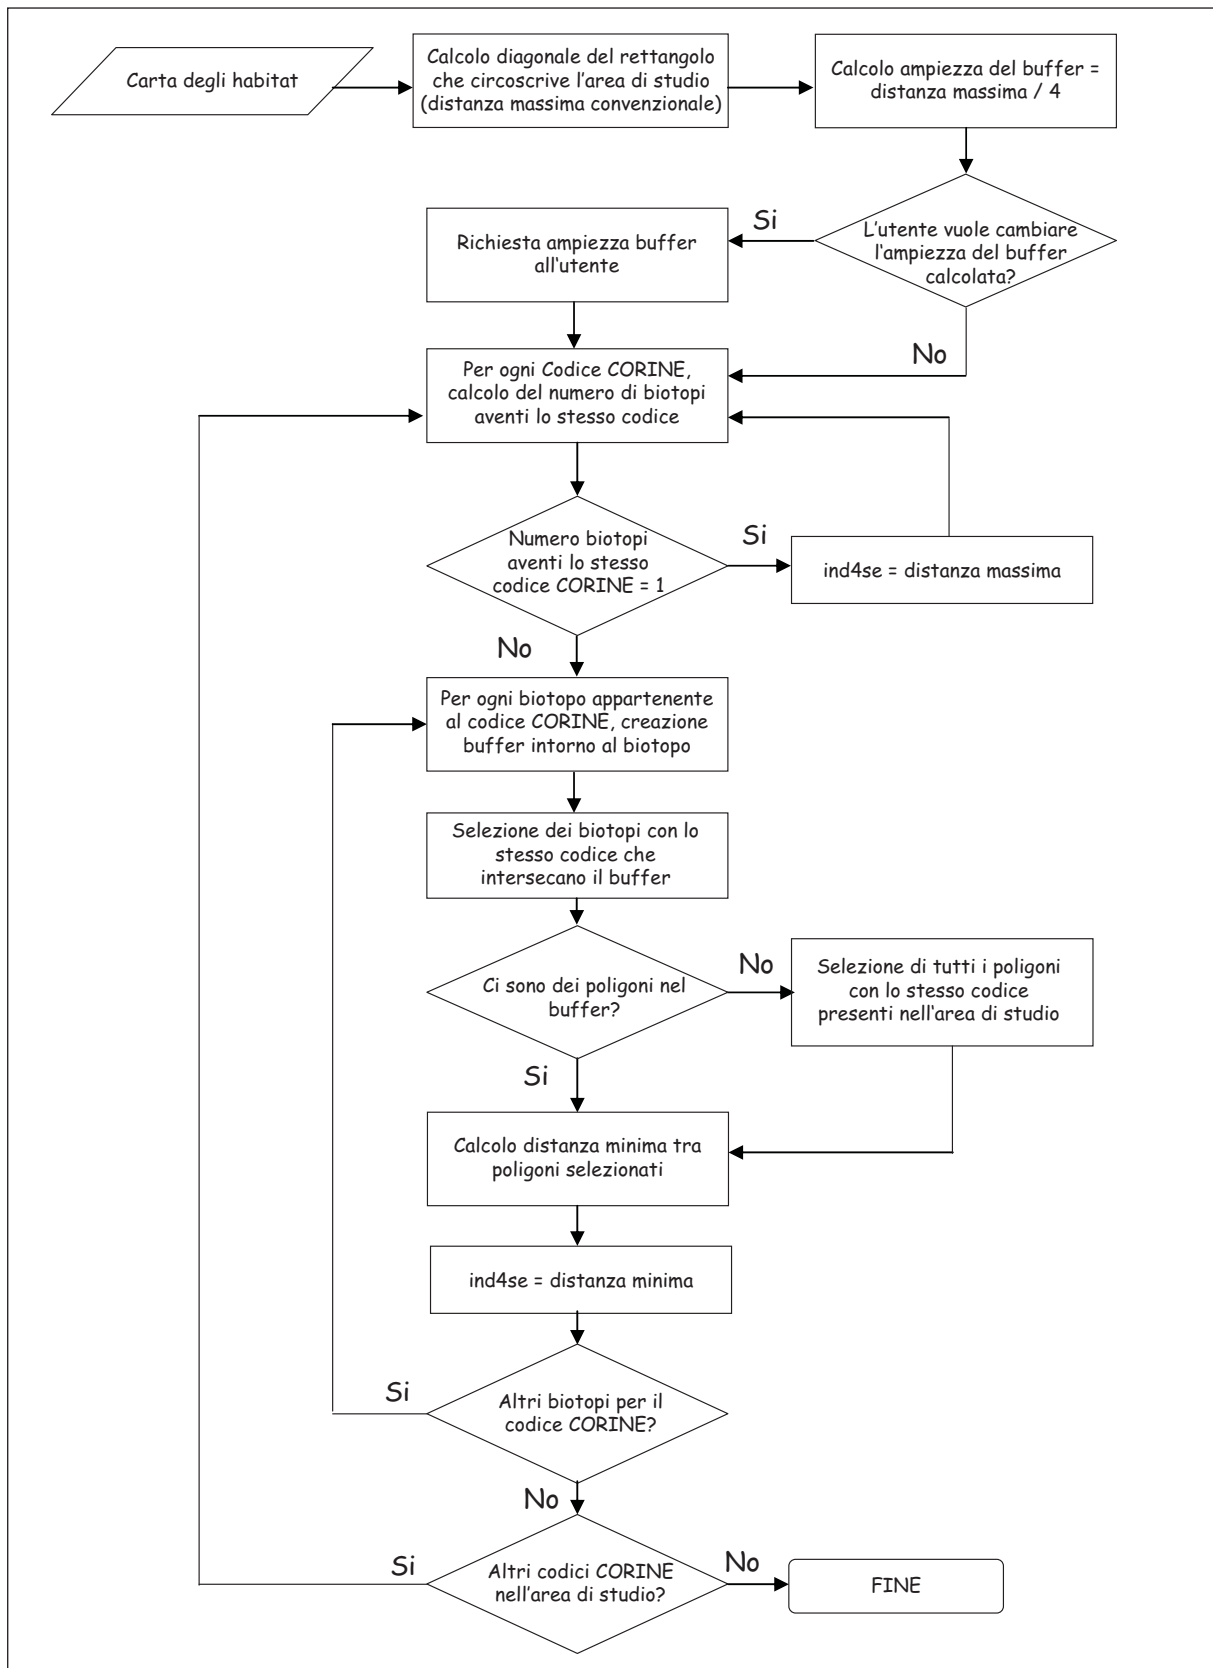 Carta degli habitat
Calcolo diagonale del rettangolo
che circoscrive l'area di studio
(distanza massima convenzionale)
Calcolo ampiezza del buffer =
distanza massima / 4
L'utente vuole cambiare
l'ampiezza del buffer
calcolata?
Si
Richiesta ampiezza buffer
all'utente
No
Per ogni Codice CORINE,
calcolo del numero di biotopi
aventi lo stesso codice
Numero biotopi
aventi lo stesso
codice CORINE = 1
Si
ind4se = distanza massima
No
Per ogni biotopo appartenente
al codice CORINE, creazione
buffer intorno al biotopo
Selezione dei biotopi con lo
stesso codice che
intersecano il buffer
Ci sono dei poligoni nel
buffer?
No
Selezione di tutti i poligoni
con lo stesso codice
presenti nell'area di studio
Si
Calcolo distanza minima tra
poligoni selezionati
ind4se = distanza minima
Altri biotopi per il
codice CORINE?
Si
No
Altri codici CORINE
nell'area di studio?
Si
No
FINE